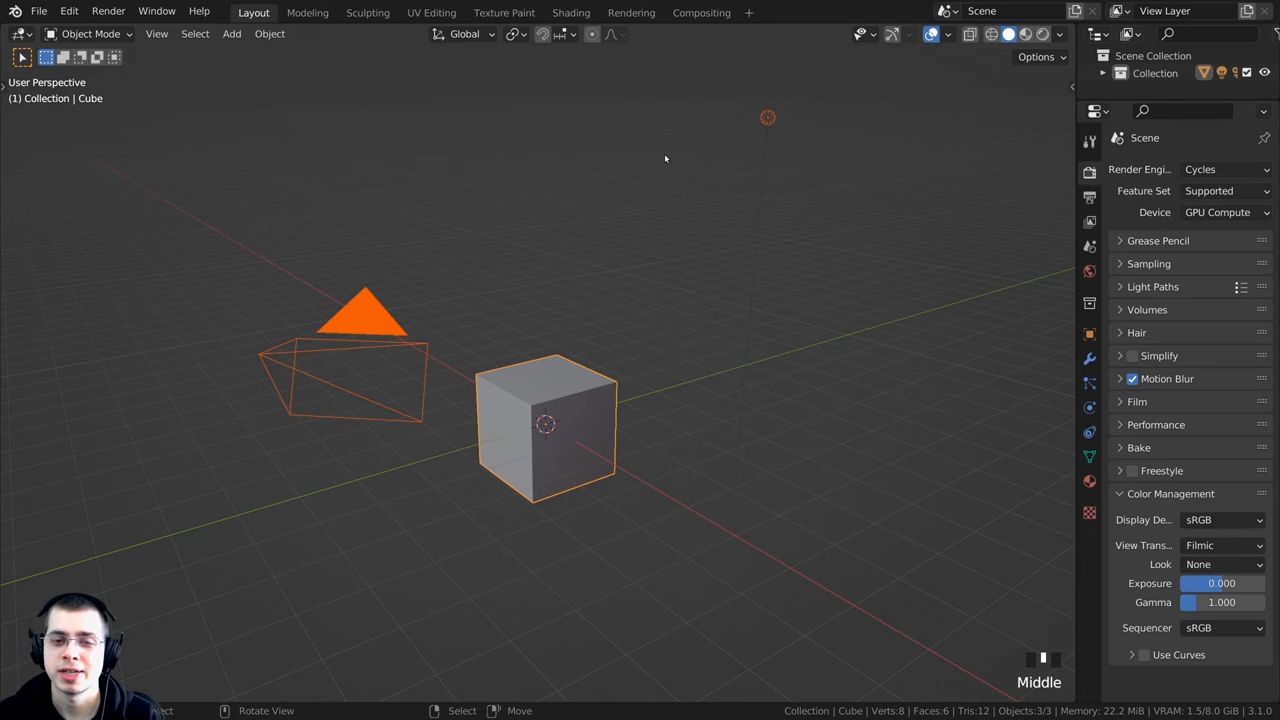 File Edit Render Window Help Layout Modeling Sculpting UV Editing Texture Paint Shading Rendering Compositing + Scene View Layer
Object Mode View Select Add Object Global
Options
User Perspective
(1) Collection | Cube
Scene Collection
Collection
Scene
Render Engi... Cycles
Feature Set Supported
Device GPU Compute
Grease Pencil
Sampling
Light Paths
Volumes
Hair
Simplify
Motion Blur
Film
Performance
Bake
Freestyle
Color Management
Display De... sRGB
View Trans... Filmic
Look None
Exposure 0.000
Gamma 1.000
Sequencer sRGB
Use Curves
Middle
ect Rotate View Select Move Collection | Cube | Verts:8 | Faces:6 | Tris:12 | Objects:3/3 | Memory: 22.2 MiB | VRAM: 1.5/8.0 GiB | 3.1.0